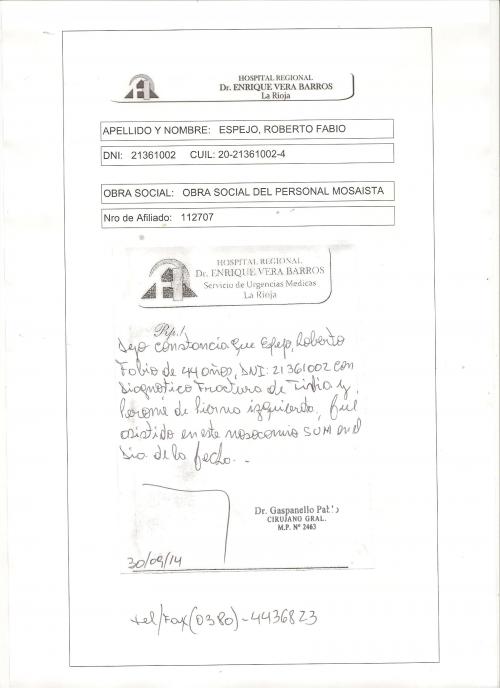 HOSPITAL REGIONAL
Dr. ENRIQUE VERA BARROS
La Rioja
APELLIDO Y NOMBRE: ESPEJO, ROBERTO FABIO
DNI: 21361002 CUIL: 20-21361002-4
OBRA SOCIAL: OBRA SOCIAL DEL PERSONAL MOSAISTA
Nro de Afiliado: 112707
HOSPITAL REGIONAL
Dr. ENRIQUE VERA BARROS
Servicio de Urgencias Medicas
La Rioja
Rp./
Dejo constancia que Espejo, Roberto
Fabio de 44 años, DNI: 21361002 con
Diagnostico Fractura de Tibia y
peroné de pierna izquierda, fue
asistido en este nosocomio SUM en el
dia de la fecha. -
Dr. Gaspanello Pa
CIRUJANO GRAL.
M.P. Nº 2463
30/09/14
tel/Fax (0380)-4436823